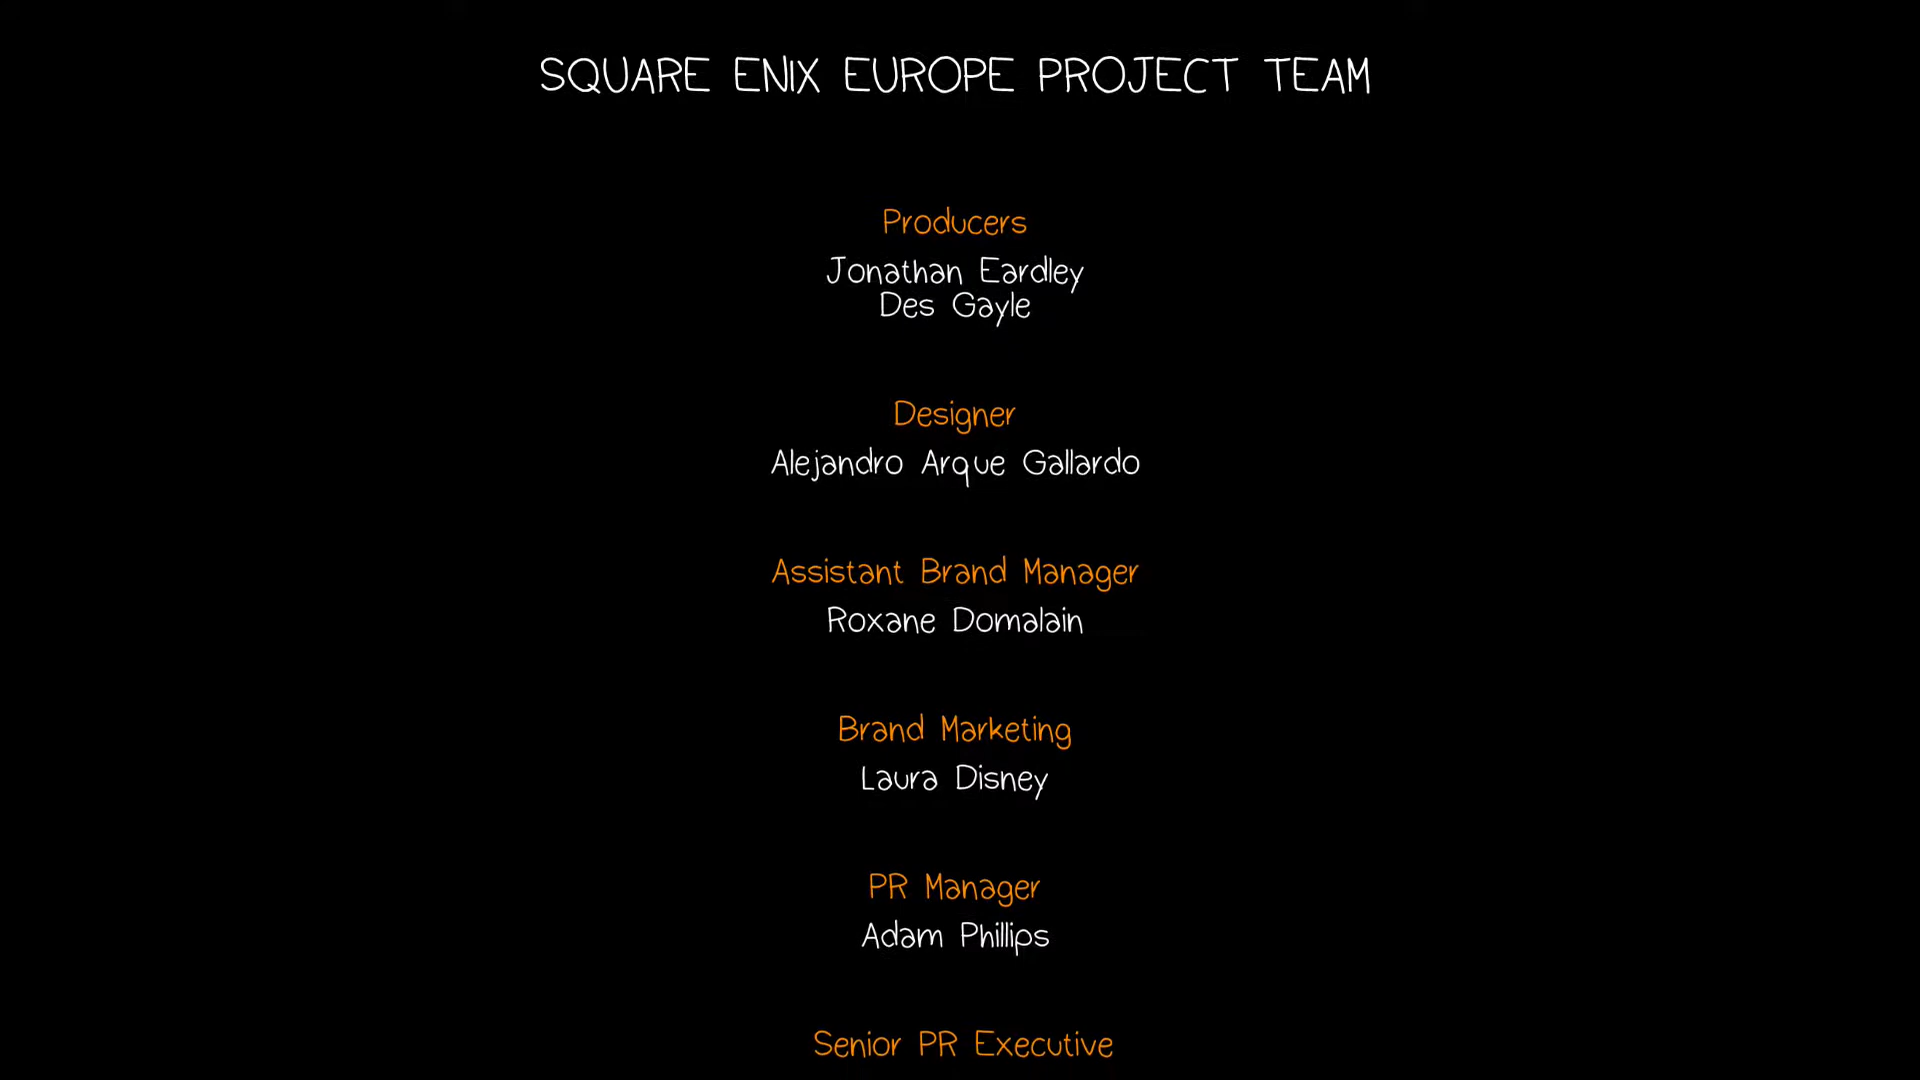 SQUARE ENIX EUROPE PROJECT TEAM
Producers
Jonathan Eardley
Des Gayle
Designer
Alejandro Arque Gallardo
Assistant Brand Manager
Roxane Domalain
Brand Marketing
Laura Disney
PR Manager
Adam Phillips
Senior PR Executive